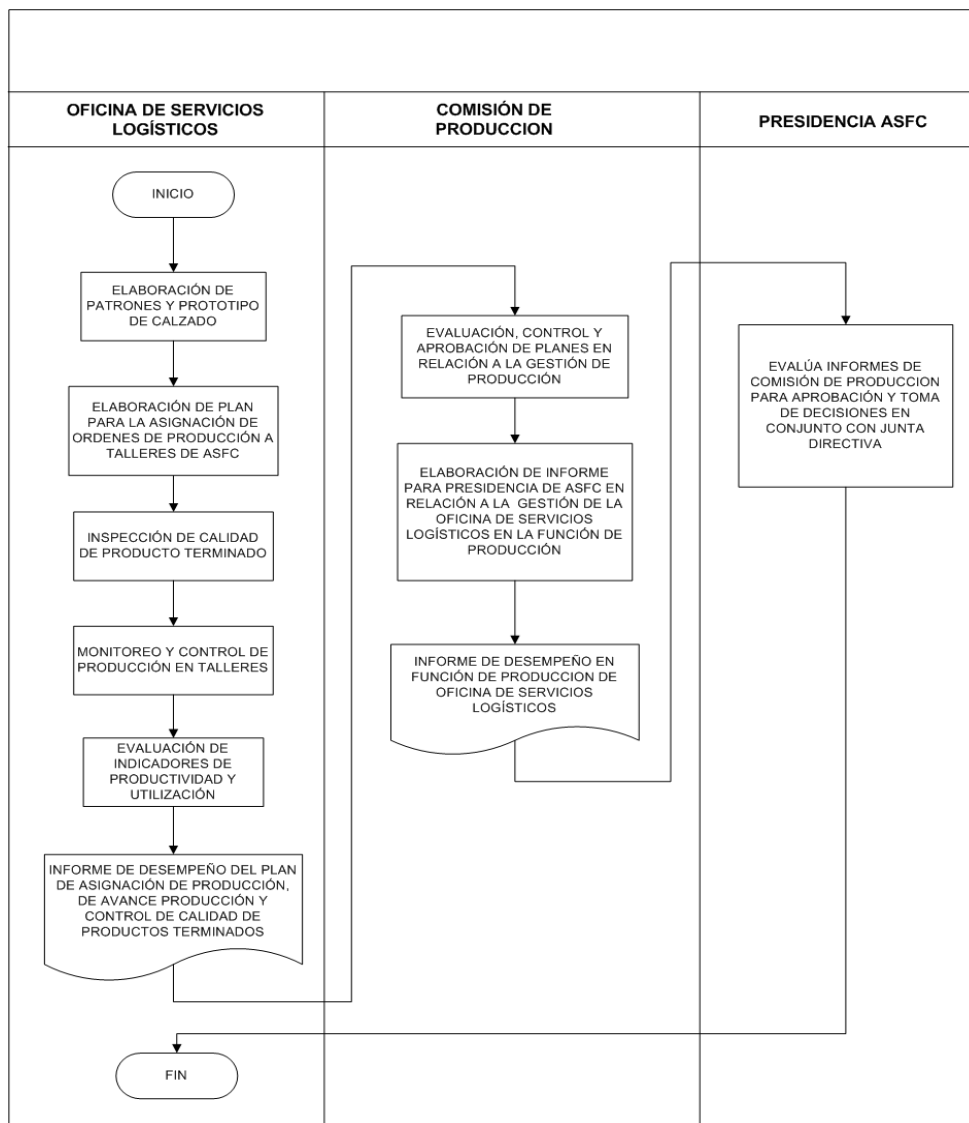 OFICINA DE SERVICIOS
LOGÍSTICOS
COMISIÓN DE
PRODUCCION
PRESIDENCIA ASFC
INICIO
ELABORACIÓN DE
PATRONES Y PROTOTIPO
DE CALZADO
ELABORACIÓN DE PLAN
PARA LA ASIGNACIÓN DE
ORDENES DE PRODUCCIÓN A
TALLERES DE ASFC
INSPECCIÓN DE CALIDAD
DE PRODUCTO TERMINADO
MONITOREO Y CONTROL DE
PRODUCCIÓN EN TALLERES
EVALUACIÓN DE
INDICADORES DE
PRODUCTIVIDAD Y
UTILIZACIÓN
INFORME DE DESEMPEÑO DEL PLAN
DE ASIGNACIÓN DE PRODUCCIÓN,
DE AVANCE PRODUCCIÓN Y
CONTROL DE CALIDAD DE
PRODUCTOS TERMINADOS
EVALUACIÓN, CONTROL Y
APROBACIÓN DE PLANES EN
RELACIÓN A LA GESTIÓN DE
PRODUCCIÓN
ELABORACIÓN DE INFORME
PARA PRESIDENCIA DE ASFC EN
RELACIÓN A LA GESTIÓN DE LA
OFICINA DE SERVICIOS
LOGÍSTICOS EN LA FUNCIÓN DE
PRODUCCIÓN
INFORME DE DESEMPEÑO EN
FUNCIÓN DE PRODUCCION DE
OFICINA DE SERVICIOS
LOGÍSTICOS
EVALÚA INFORMES DE
COMISIÓN DE PRODUCCION
PARA APROBACIÓN Y TOMA
DE DECISIONES EN
CONJUNTO CON JUNTA
DIRECTIVA
FIN